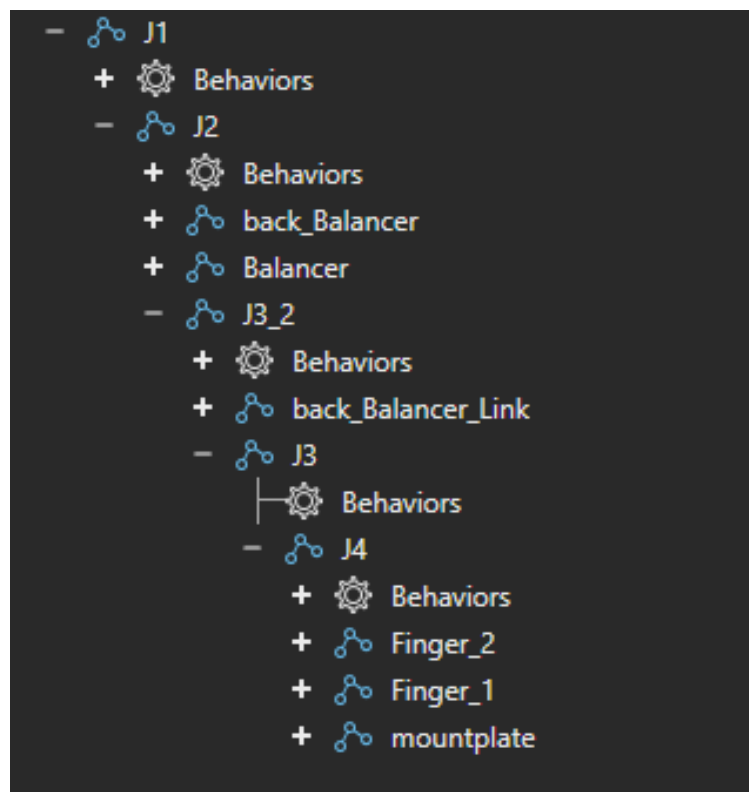 J1
Behaviors
J2
Behaviors
back_Balancer
Balancer
J3_2
Behaviors
back_Balancer_Link
J3
Behaviors
J4
Behaviors
Finger_2
Finger_1
mountplate